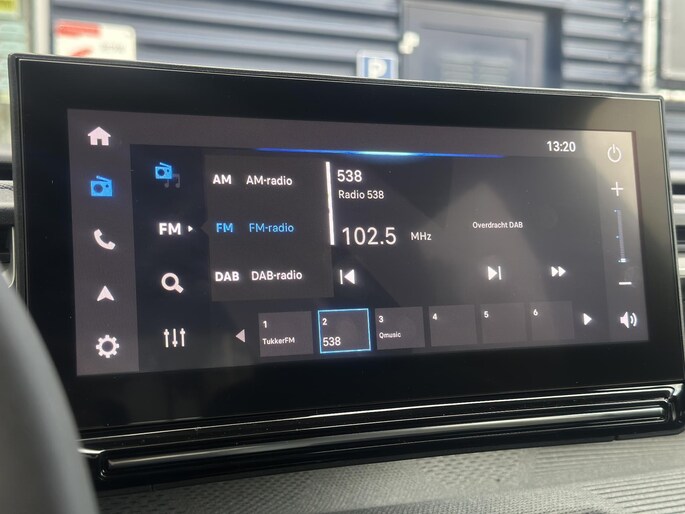 13:20
AM AM-radio
538
Radio 538
FM
FM FM-radio
102.5 MHz
Overdracht DAB
DAB DAB-radio
1
TukkerFM
2
538
3
Qmusic
4
5
6
P